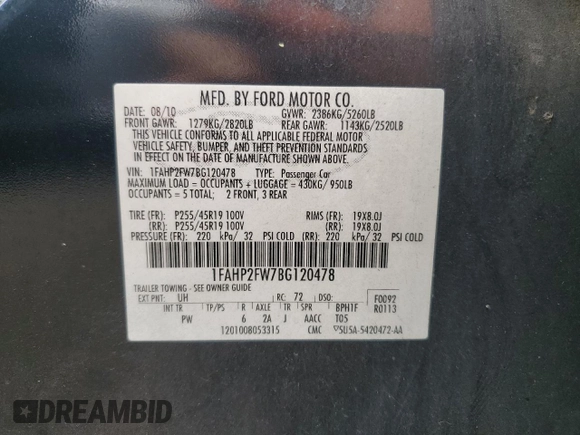 MFD. BY FORD MOTOR CO.
DATE: 08/10 GVWR: 2386KG/5260LB
FRONT GAWR: 1279KG/2820LB REAR GAWR: 1143KG/2520LB
THIS VEHICLE CONFORMS TO ALL APPLICABLE FEDERAL MOTOR
VEHICLE SAFETY, BUMPER, AND THEFT PREVENTION STANDARDS
IN EFFECT ON THE DATE OF MANUFACTURE SHOWN ABOVE.
VIN: 1FAHP2FW7BG120478 TYPE: Passenger Car
MAXIMUM LOAD = OCCUPANTS + LUGGAGE = 430KG/ 950LB
OCCUPANTS = 5 TOTAL: 2 FRONT, 3 REAR
TIRE (FR): P255/45R19 100V RIMS (FR): 19X8.0J
(RR): P255/45R19 100V (RR): 19X8.0J
PRESSURE (FR): 220 kPa/ 32 PSI COLD (RR): 220 kPa/ 32 PSI COLD
1FAHP2FW7BG120478
TRAILER TOWING - SEE OWNER GUIDE
EXT PNT: UH RC: 72 DSO: F0092
INT TR TP/PS R AXLE TR SPR BPH1F R0113
PW 6 2A J AACC T05
1201008053315 CMC 5U5A-5420472-AA
DREAMBID